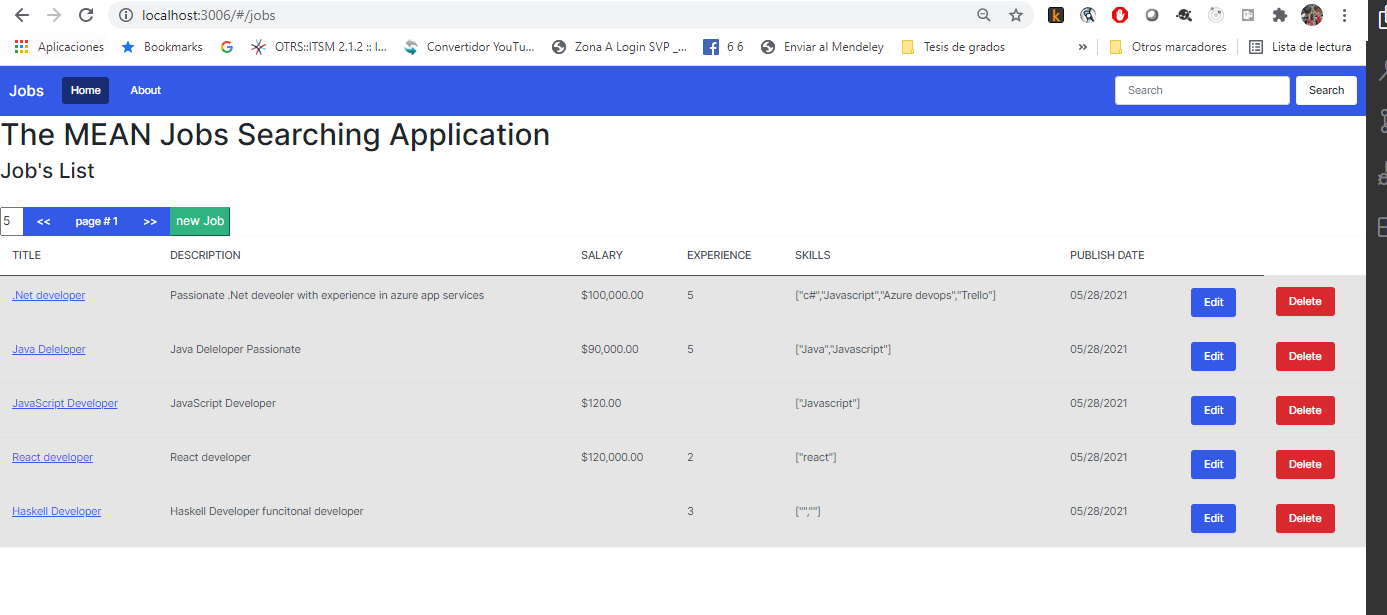 localhost:3006/#/jobs
Aplicaciones Bookmarks OTRS::ITSM 2.1.2 :: I... Convertidor YouTu... Zona A Login SVP _... 6 6 Enviar al Mendeley Tesis de grados » Otros marcadores Lista de lectura
Jobs Home About Search Search
The MEAN Jobs Searching Application
Job's List
5 << page # 1 >> new Job
TITLE DESCRIPTION SALARY EXPERIENCE SKILLS PUBLISH DATE
.Net developer Passionate .Net deveoler with experience in azure app services $100,000.00 5 ["c#","Javascript","Azure devops","Trello"] 05/28/2021 Edit Delete
Java Deleloper Java Deleloper Passionate $90,000.00 5 ["Java","Javascript"] 05/28/2021 Edit Delete
JavaScript Developer JavaScript Developer $120.00 ["Javascript"] 05/28/2021 Edit Delete
React developer React developer $120,000.00 2 ["react"] 05/28/2021 Edit Delete
Haskell Developer Haskell Developer funcitonal developer 3 ["",""] 05/28/2021 Edit Delete